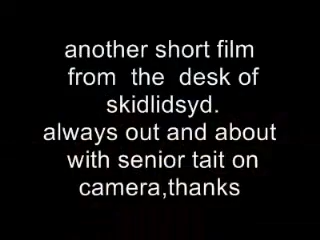 another short film
from the desk of
skidlidsyd.
always out and about
with senior tait on
camera,thanks